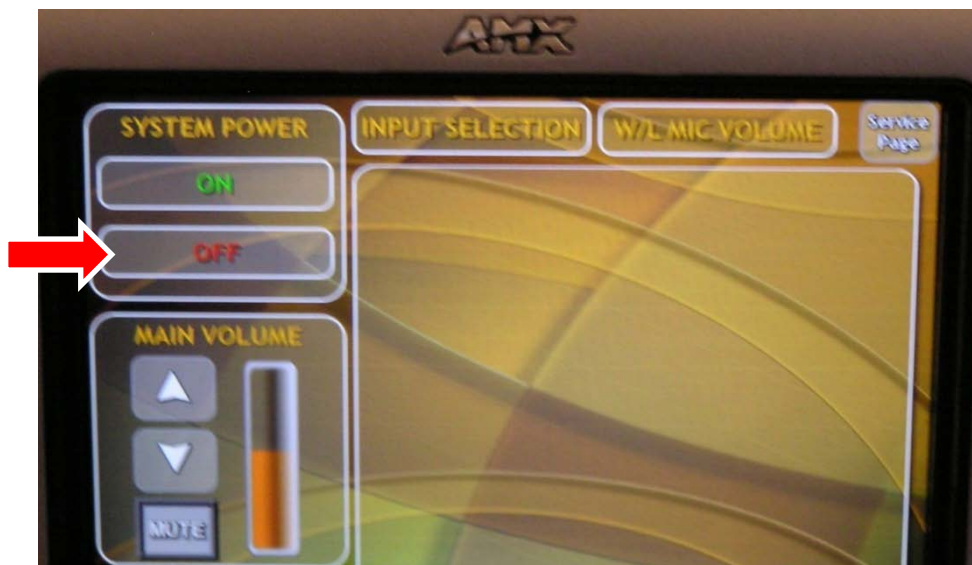 AMX
SYSTEM POWER
ON
OFF
INPUT SELECTION
W/L MIC VOLUME
Service
Page
MAIN VOLUME
MUTE